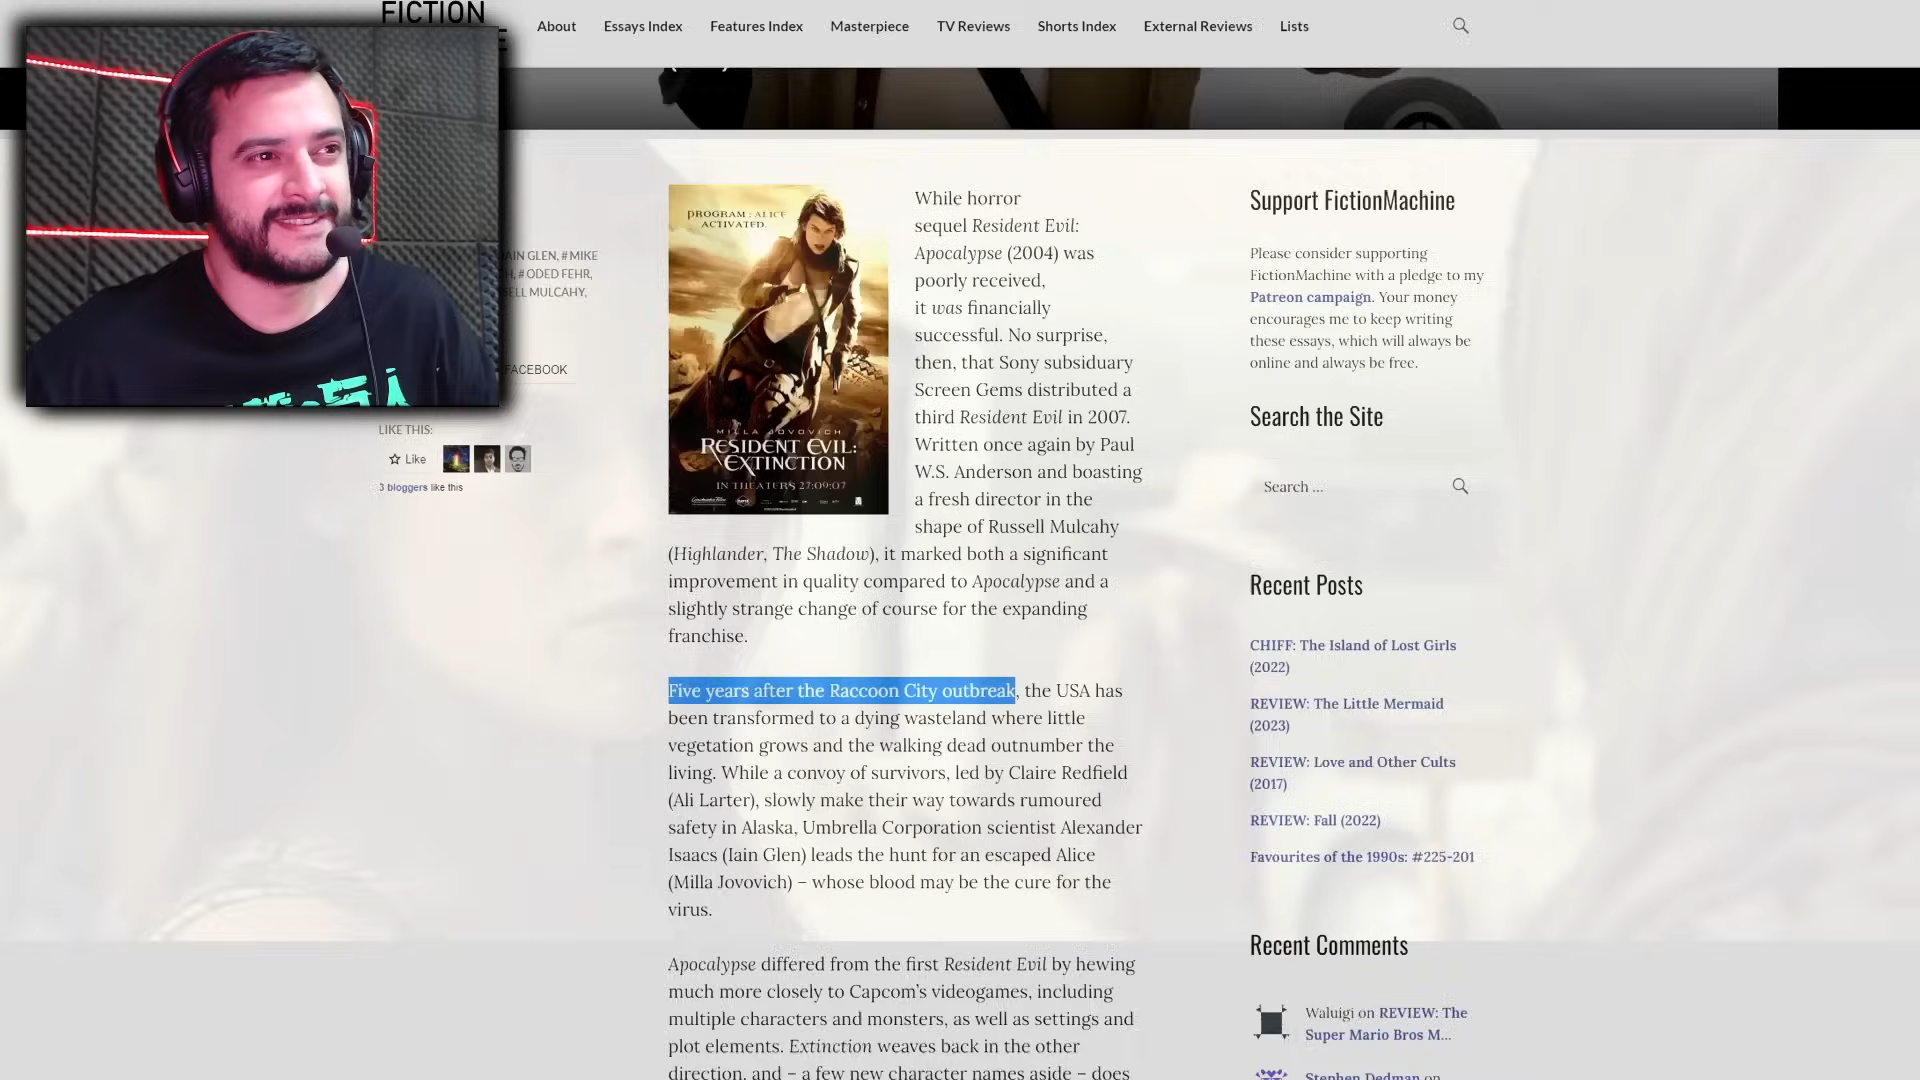 FICTION
About
Essays Index
Features Index
Masterpiece
TV Reviews
Shorts Index
External Reviews
Lists
GLEN, #MIKE
# ODED FEHR,
MULCAHY,
FACEBOOK
LIKE THIS:
Like
3 bloggers like this
PROGRAM : ALICE
ACTIVATED.
MILLA JOVOVICH
RESIDENT EVIL:
EXTINCTION
IN THEATERS 27:09:07
While horror
sequel Resident Evil:
Apocalypse (2004) was
poorly received,
it was financially
successful. No surprise,
then, that Sony subsiduary
Screen Gems distributed a
third Resident Evil in 2007.
Written once again by Paul
W.S. Anderson and boasting
a fresh director in the
shape of Russell Mulcahy
(Highlander, The Shadow), it marked both a significant
improvement in quality compared to Apocalypse and a
slightly strange change of course for the expanding
franchise.
Five years after the Raccoon City outbreak, the USA has
been transformed to a dying wasteland where little
vegetation grows and the walking dead outnumber the
living. While a convoy of survivors, led by Claire Redfield
(Ali Larter), slowly make their way towards rumoured
safety in Alaska, Umbrella Corporation scientist Alexander
Isaacs (Iain Glen) leads the hunt for an escaped Alice
(Milla Jovovich) – whose blood may be the cure for the
virus.
Apocalypse differed from the first Resident Evil by hewing
much more closely to Capcom's videogames, including
multiple characters and monsters, as well as settings and
plot elements. Extinction weaves back in the other
direction, and – a few new character names aside – does
Support FictionMachine
Please consider supporting
FictionMachine with a pledge to my
Patreon campaign. Your money
encourages me to keep writing
these essays, which will always be
online and always be free.
Search the Site
Search ...
Recent Posts
CHIFF: The Island of Lost Girls
(2022)
REVIEW: The Little Mermaid
(2023)
REVIEW: Love and Other Cults
(2017)
REVIEW: Fall (2022)
Favourites of the 1990s: #225-201
Recent Comments
Waluigi on REVIEW: The
Super Mario Bros M...
Stephen Dedman on